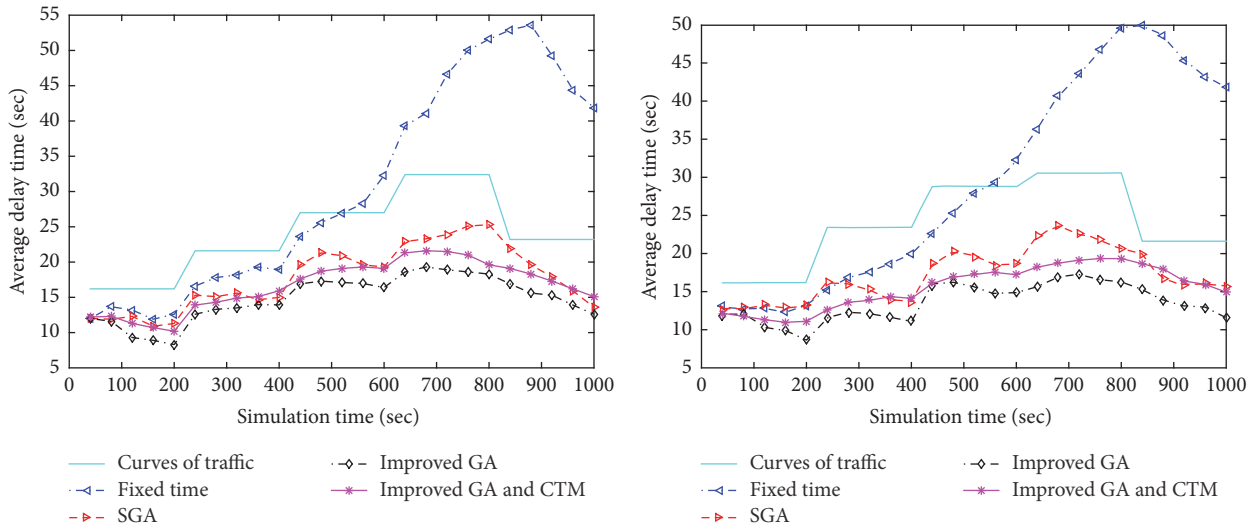 55
50
45
40
35
30
25
20
15
10
5
Average delay time (sec)
0 100 200 300 400 500 600 700 800 900 1000
Simulation time (sec)
Curves of traffic
Fixed time
SGA
Improved GA
Improved GA and CTM
50
45
40
35
30
25
20
15
10
5
Average delay time (sec)
0 100 200 300 400 500 600 700 800 900 1000
Simulation time (sec)
Curves of traffic
Fixed time
SGA
Improved GA
Improved GA and CTM